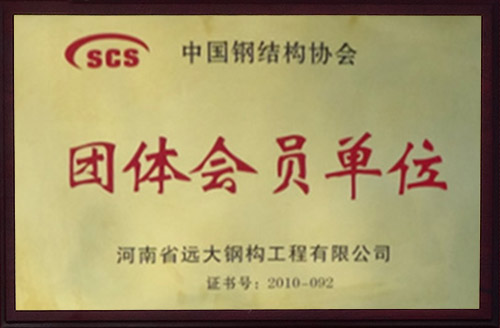 SCS 中国钢结构协会
团体会员单位
河南省远大钢构工程有限公司
证书号：2010-092